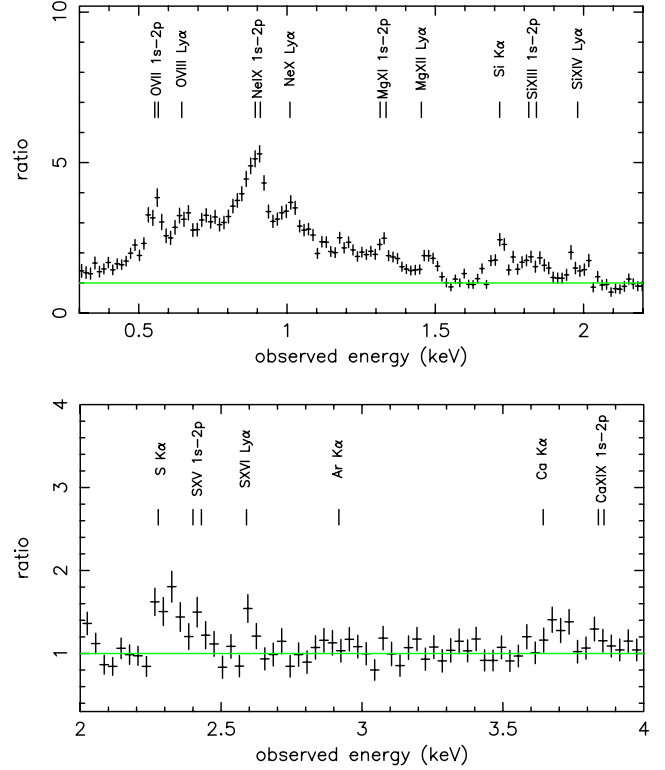 10
5
0
ratio
OVII 1s−2p
OVIII Lyα
NeIX 1s−2p
NeX Lyα
MgXI 1s−2p
MgXII Lyα
Si Kα
SiXIII 1s−2p
SiXIV Lyα
0.5 1 1.5 2
observed energy (keV)
4
3
2
1
ratio
S Kα
SXV 1s−2p
SXVI Lyα
Ar Kα
Ca Kα
CaXIX 1s−2p
2 2.5 3 3.5 4
observed energy (keV)